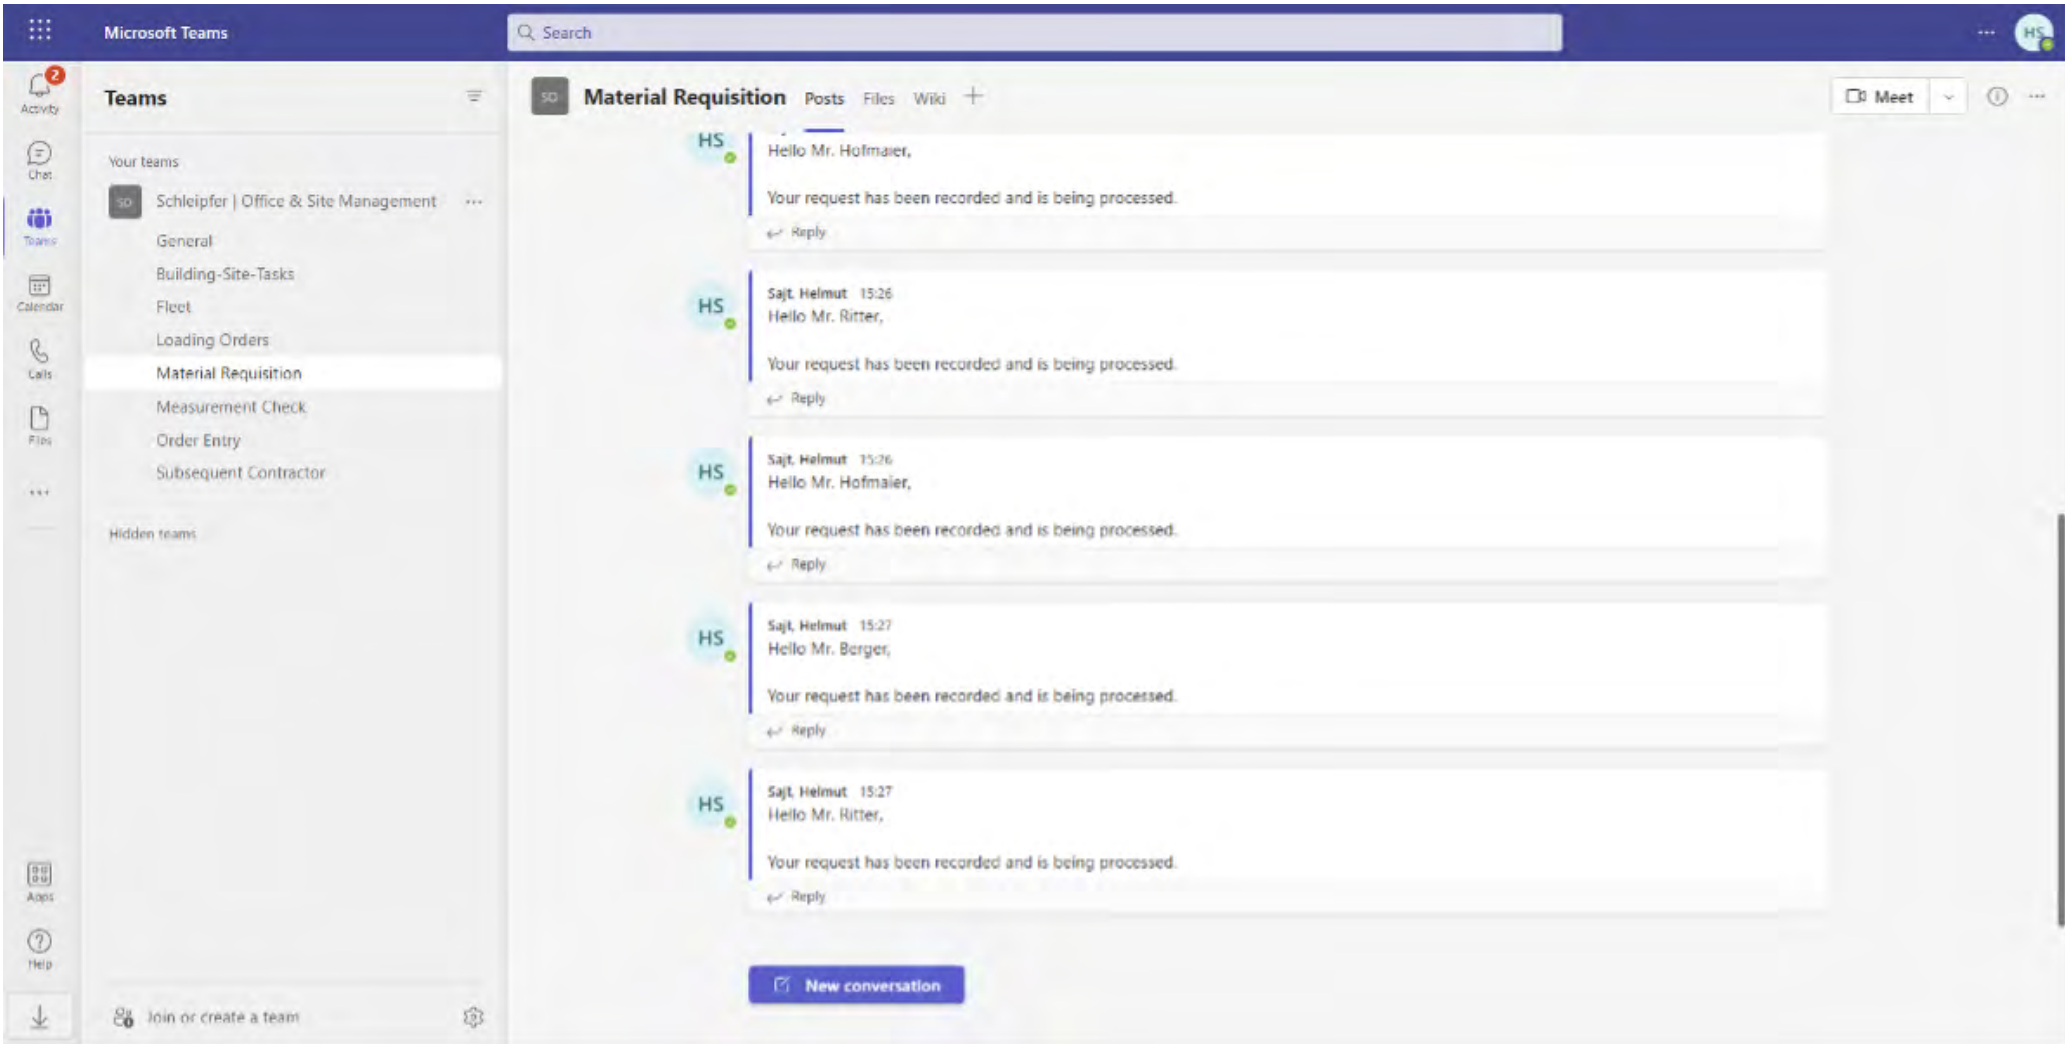 Microsoft Teams
Search
HS
2
Activity
Chat
Teams
Calendar
Calls
Files
Apps
Help
Teams
Your teams
SD
Schleipfer | Office & Site Management
General
Building-Site-Tasks
Fleet
Loading Orders
Material Requisition
Measurement Check
Order Entry
Subsequent Contractor
Hidden teams
Join or create a team
SD Material Requisition Posts Files Wiki
Meet
HS
Hello Mr. Hofmaier,
Your request has been recorded and is being processed.
Reply
HS
Sajt, Helmut 15:26
Hello Mr. Ritter,
Your request has been recorded and is being processed.
Reply
HS
Sajt, Helmut 15:26
Hello Mr. Hofmaier,
Your request has been recorded and is being processed.
Reply
HS
Sajt, Helmut 15:27
Hello Mr. Berger,
Your request has been recorded and is being processed.
Reply
HS
Sajt, Helmut 15:27
Hello Mr. Ritter,
Your request has been recorded and is being processed.
Reply
New conversation